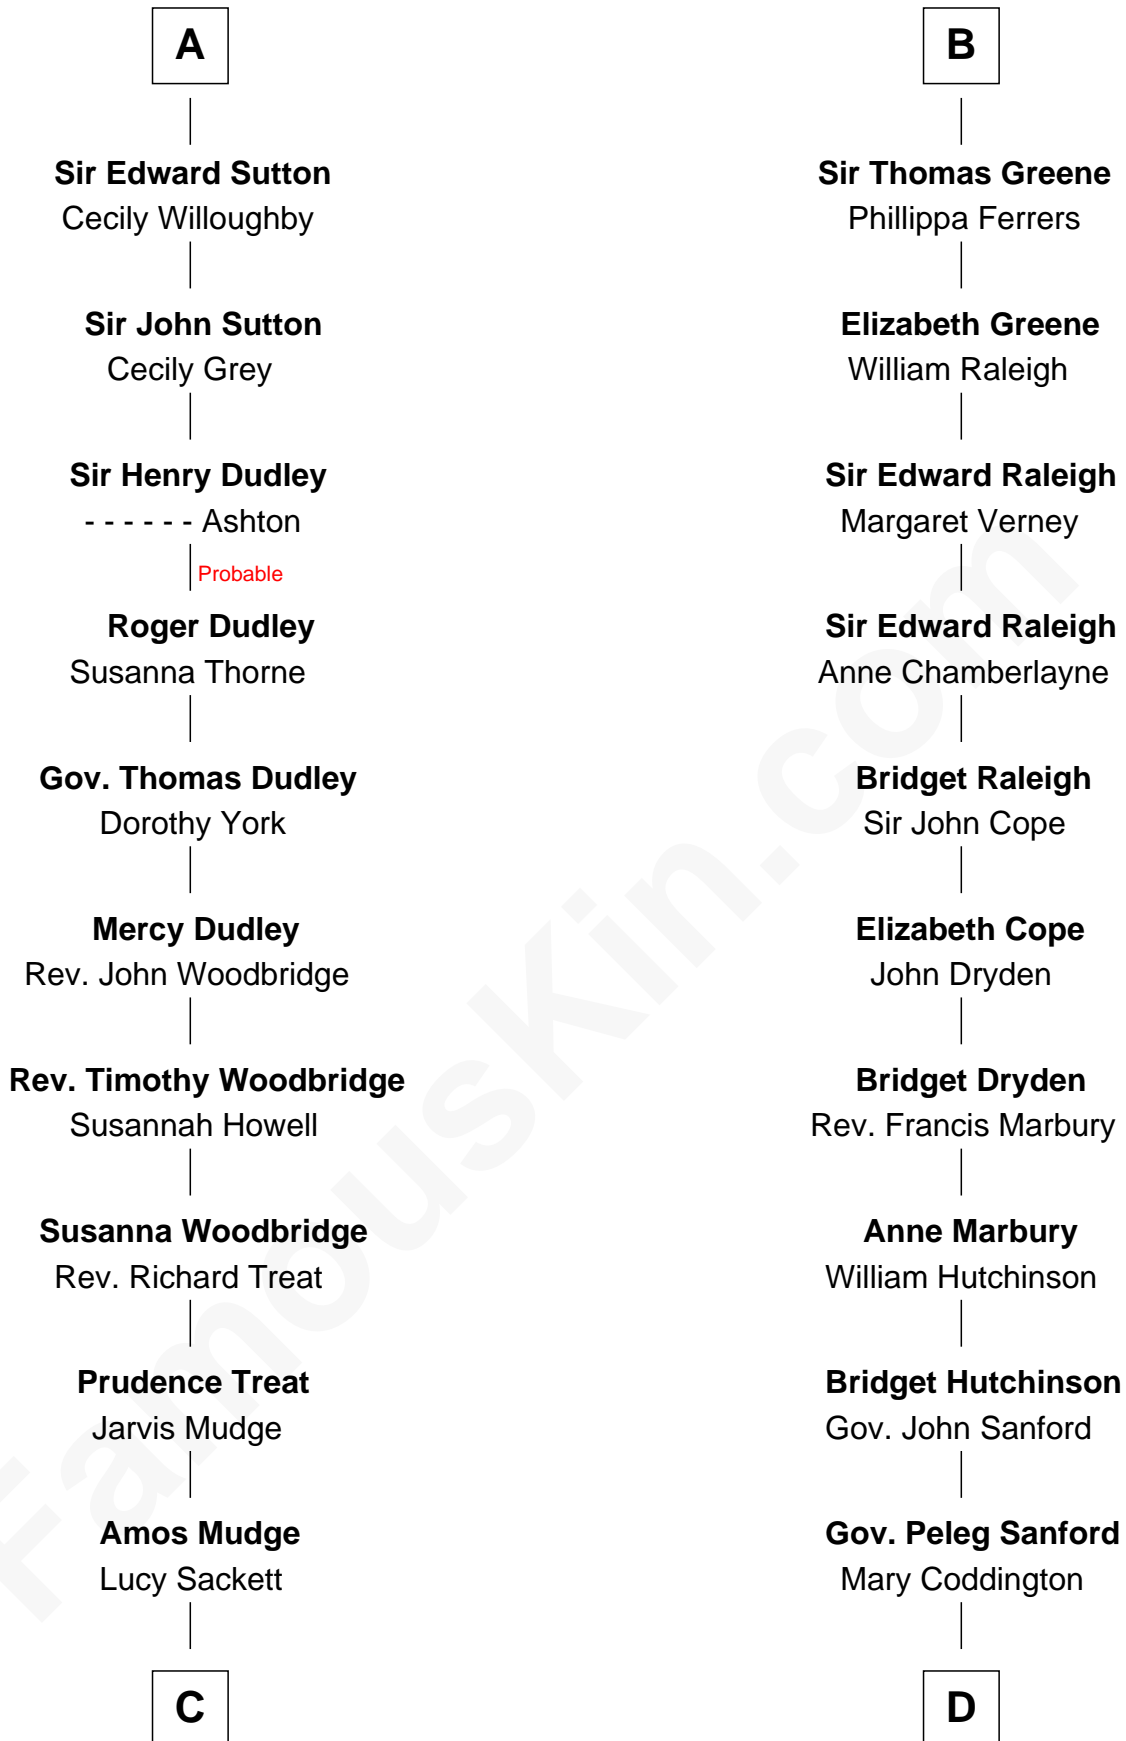 A
Sir Edward Sutton
Cecily Willoughby
Sir John Sutton
Cecily Grey
Sir Henry Dudley
- - - - - - Ashton
Probable
Roger Dudley
Susanna Thorne
Gov. Thomas Dudley
Dorothy York
Mercy Dudley
Rev. John Woodbridge
Rev. Timothy Woodbridge
Susannah Howell
Susanna Woodbridge
Rev. Richard Treat
Prudence Treat
Jarvis Mudge
Amos Mudge
Lucy Sackett
C
B
Sir Thomas Greene
Phillippa Ferrers
Elizabeth Greene
William Raleigh
Sir Edward Raleigh
Margaret Verney
Sir Edward Raleigh
Anne Chamberlayne
Bridget Raleigh
Sir John Cope
Elizabeth Cope
John Dryden
Bridget Dryden
Rev. Francis Marbury
Anne Marbury
William Hutchinson
Bridget Hutchinson
Gov. John Sanford
Gov. Peleg Sanford
Mary Coddington
D
FamousKin.com